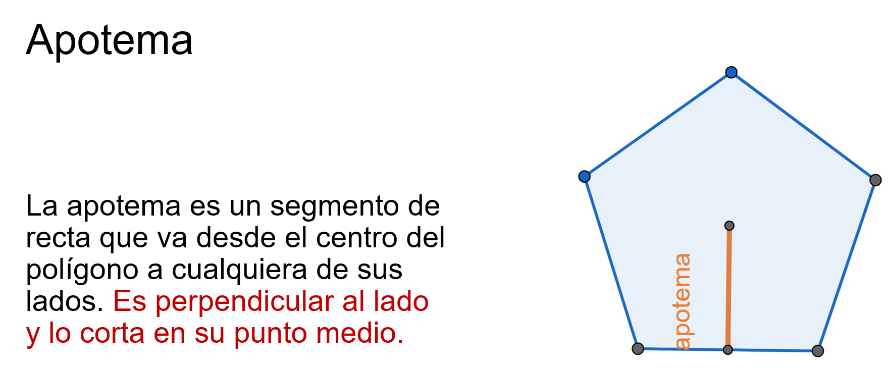 Apotema
La apotema es un segmento de
recta que va desde el centro del
polígono a cualquiera de sus
lados. Es perpendicular al lado
y lo corta en su punto medio.
apotema